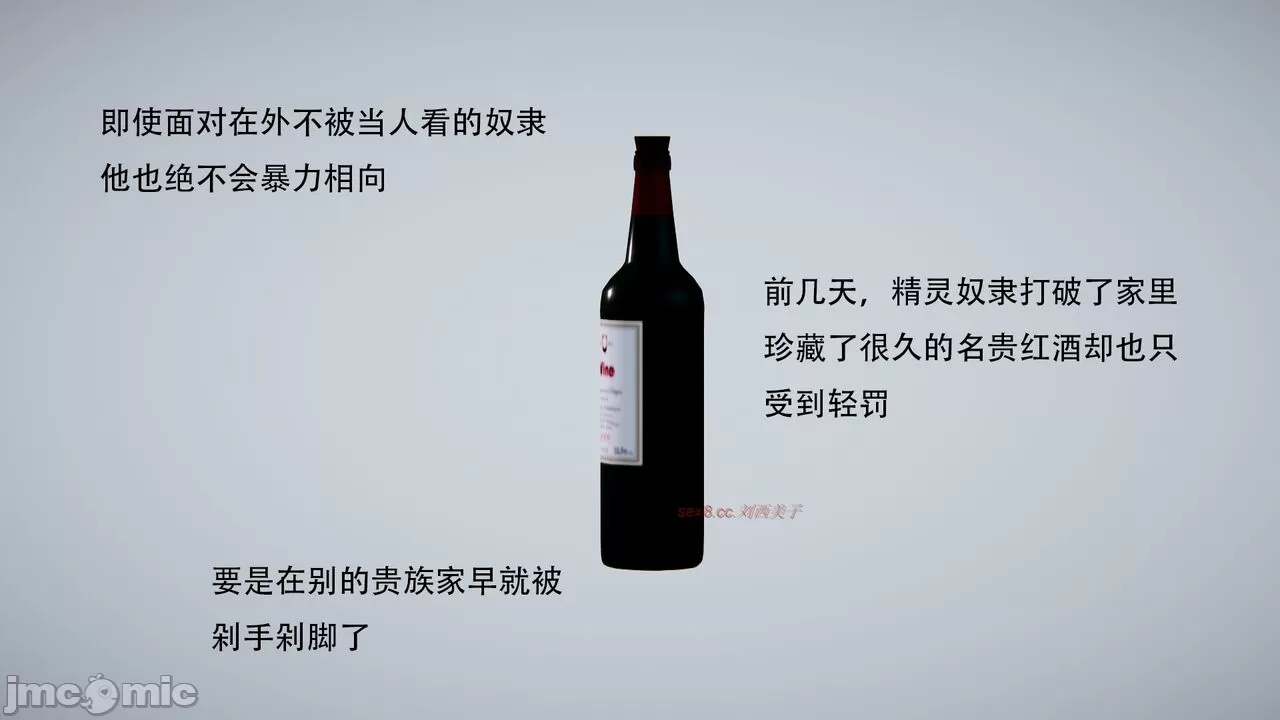 即使面对在外不被当人看的奴隶
他也绝不会暴力相向
前几天，精灵奴隶打破了家里
珍藏了很久的名贵红酒却也只
受到轻罚
Wine
sex8.cc.刘西美子
要是在别的贵族家早就被
剁手剁脚了
jmcomic